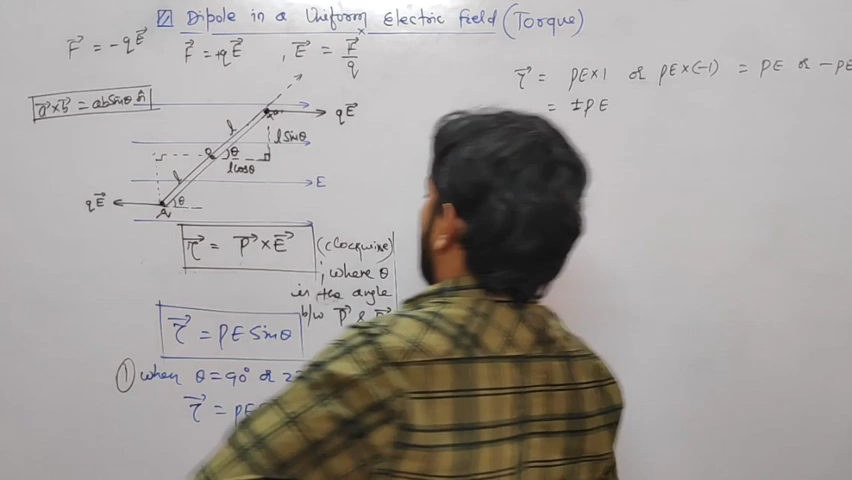 Dipole in a Uniform Electric Field (Torque)
F = -qE F = +qE , E = F/q
a × b = ab sinθ n̂
l
qE
l sinθ
θ
l cosθ
l
E
qE
θ
τ = P × E (clockwise)
; where θ
is the angle
b/w P &
τ = PE Sinθ
① when θ = 90° or
τ = PE
τ = PE×1 or PE×(-1) = PE or -PE
= ±PE